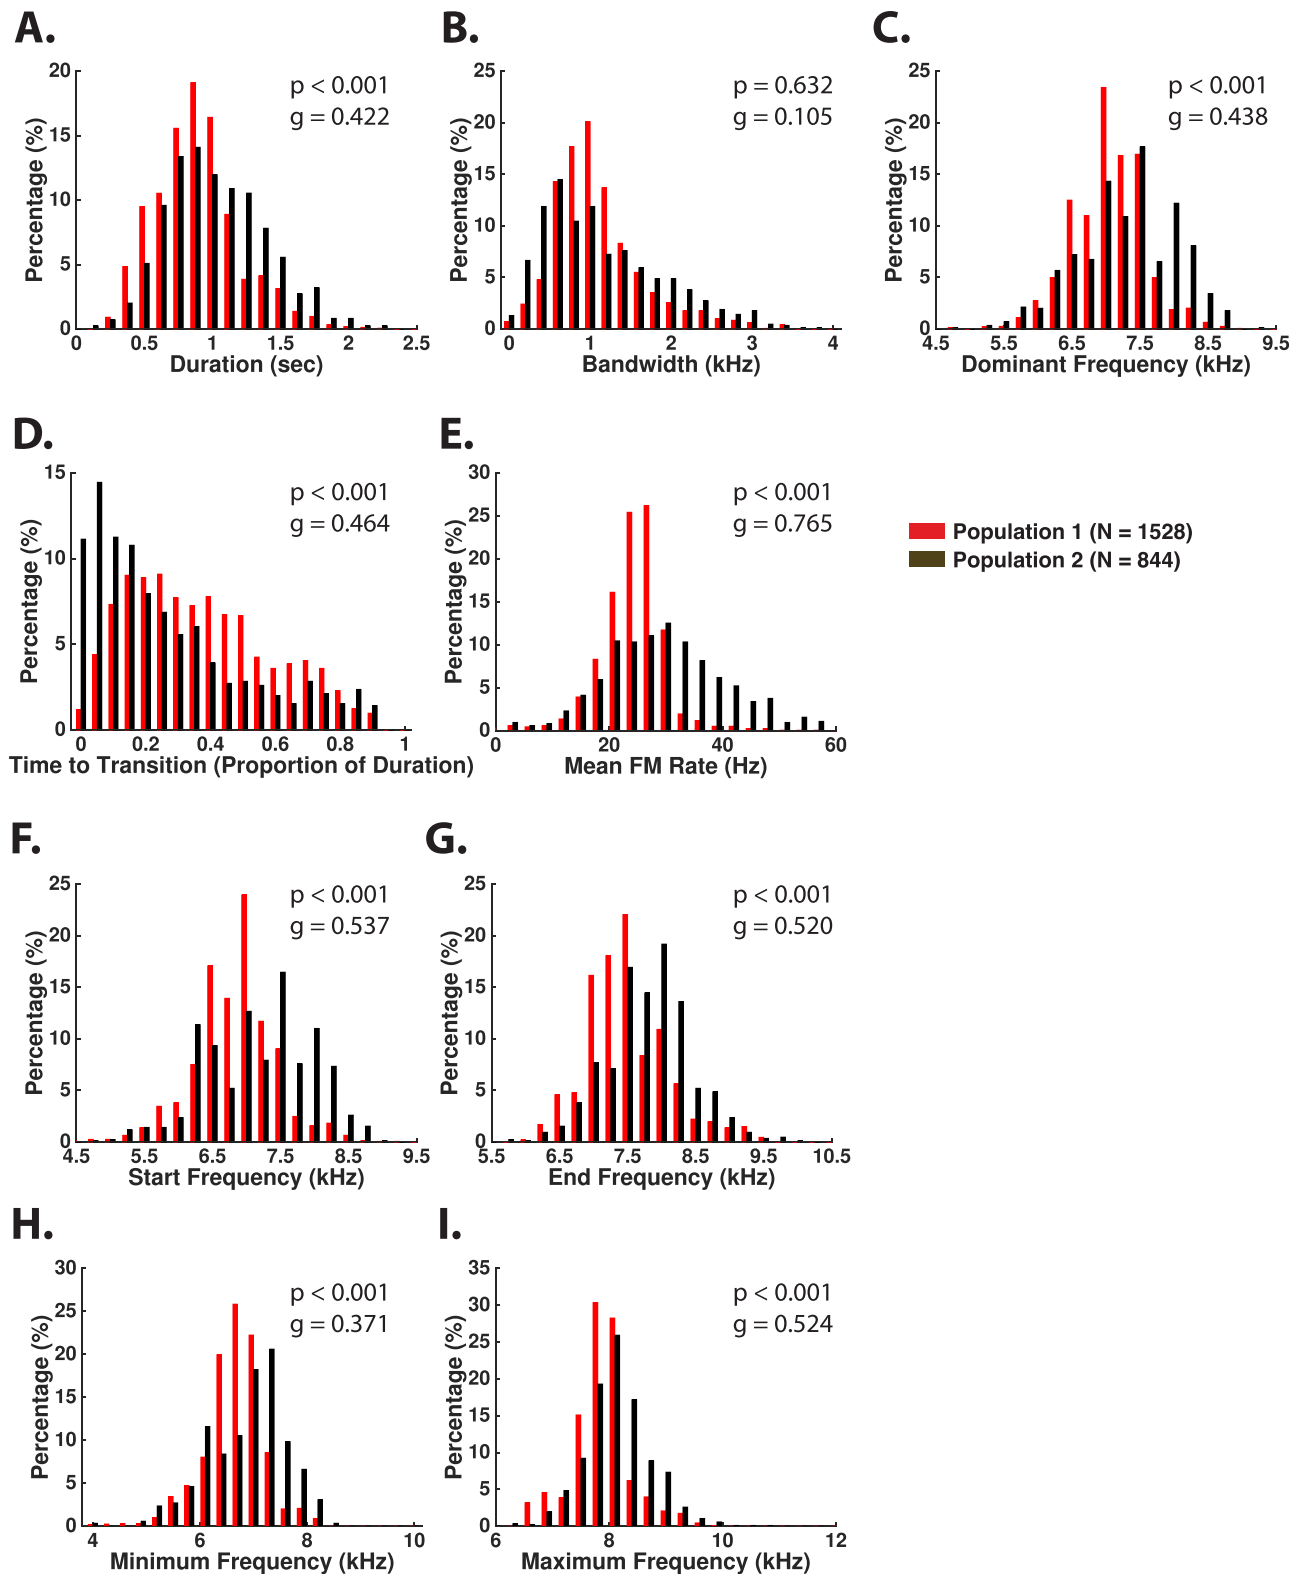 A.
20
15
10
5
0
Percentage (%)
p < 0.001
g = 0.422
0 0.5 1 1.5 2 2.5
Duration (sec)
B.
25
20
15
10
5
0
Percentage (%)
p = 0.632
g = 0.105
0 1 2 3 4
Bandwidth (kHz)
C.
25
20
15
10
5
0
Percentage (%)
p < 0.001
g = 0.438
4.5 5.5 6.5 7.5 8.5 9.5
Dominant Frequency (kHz)
D.
15
10
5
0
Percentage (%)
p < 0.001
g = 0.464
0 0.2 0.4 0.6 0.8 1
Time to Transition (Proportion of Duration)
E.
30
25
20
15
10
5
0
Percentage (%)
p < 0.001
g = 0.765
0 20 40 60
Mean FM Rate (Hz)
Population 1 (N = 1528)
Population 2 (N = 844)
F.
25
20
15
10
5
0
Percentage (%)
p < 0.001
g = 0.537
4.5 5.5 6.5 7.5 8.5 9.5
Start Frequency (kHz)
G.
25
20
15
10
5
0
Percentage (%)
p < 0.001
g = 0.520
5.5 6.5 7.5 8.5 9.5 10.5
End Frequency (kHz)
H.
30
25
20
15
10
5
0
Percentage (%)
p < 0.001
g = 0.371
4 6 8 10
Minimum Frequency (kHz)
I.
35
30
25
20
15
10
5
0
Percentage (%)
p < 0.001
g = 0.524
6 8 10 12
Maximum Frequency (kHz)